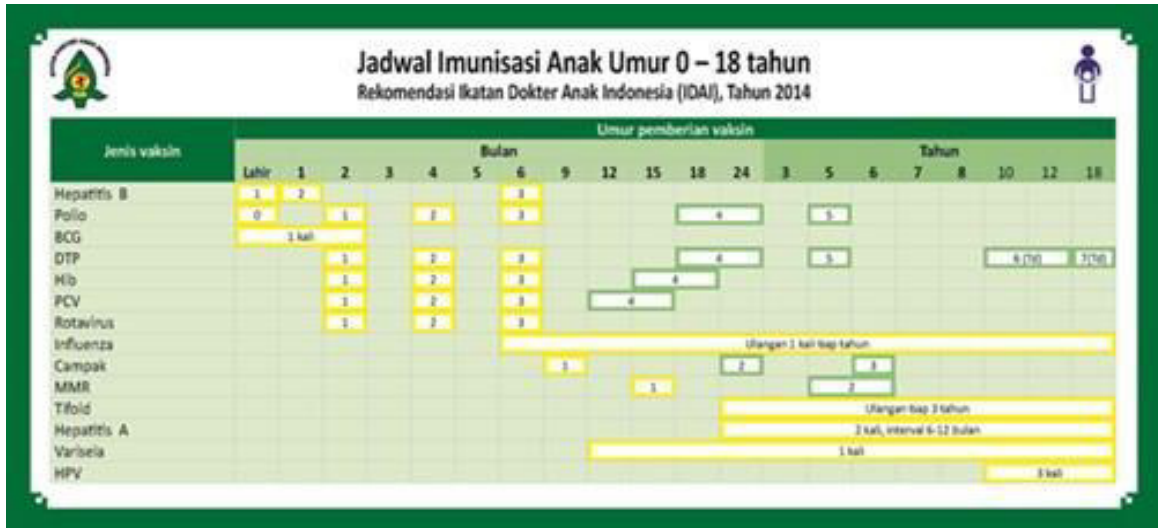 Jadwal Imunisasi Anak Umur 0 – 18 tahun
Rekomendasi Ikatan Dokter Anak Indonesia (IDAI), Tahun 2014
Jenis vaksin
Umur pemberian vaksin
Bulan Tahun
Lahir 1 2 3 4 5 6 9 12 15 18 24 3 5 6 7 8 10 12 18
Hepatitis B 1 2 3
Polio 0 1 2 3 4 5
BCG 1 kali
DTP 1 2 3 4 5 6 (Td) 7(Td)
Hib 1 2 3 4
PCV 1 2 3 4
Rotavirus 1 2 3
Influenza Ulangan 1 kali tiap tahun
Campak 1 2 3
MMR 1 2
Tifoid Ulangan tiap 3 tahun
Hepatitis A 2 kali, interval 6-12 bulan
Varisela 1 kali
HPV 3 kali